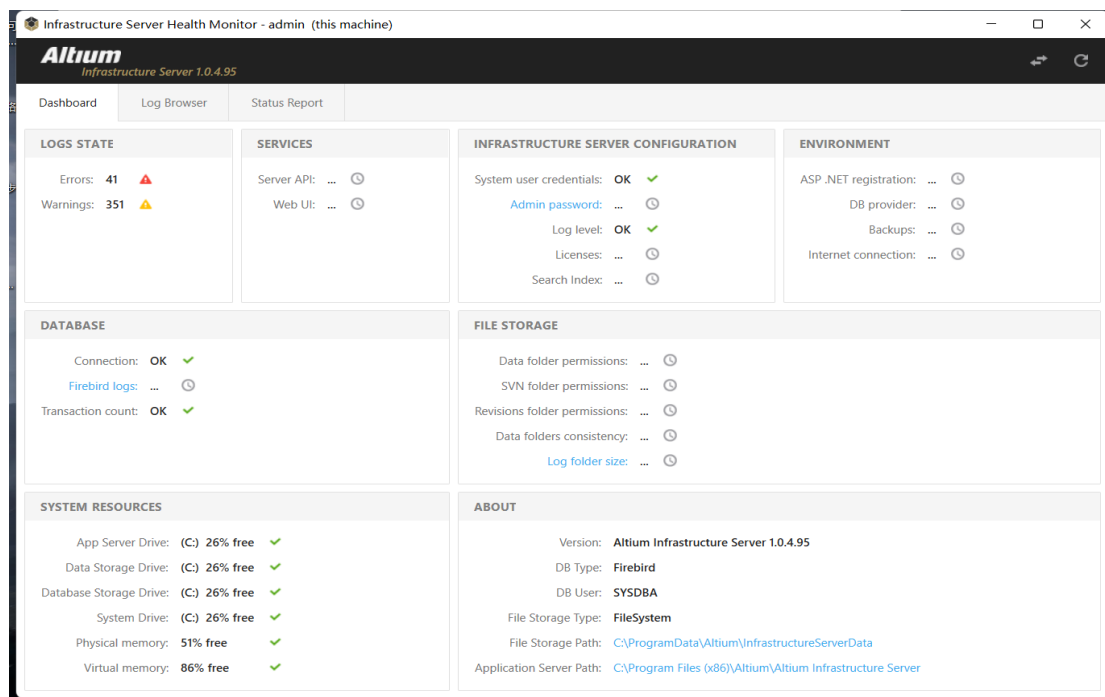 Infrastructure Server Health Monitor - admin (this machine)
Altium
Infrastructure Server 1.0.4.95
Dashboard
Log Browser
Status Report
LOGS STATE
Errors: 41
Warnings: 351
SERVICES
Server API: ...
Web UI: ...
INFRASTRUCTURE SERVER CONFIGURATION
System user credentials: OK
Admin password: ...
Log level: OK
Licenses: ...
Search Index: ...
ENVIRONMENT
ASP .NET registration: ...
DB provider: ...
Backups: ...
Internet connection: ...
DATABASE
Connection: OK
Firebird logs: ...
Transaction count: OK
FILE STORAGE
Data folder permissions: ...
SVN folder permissions: ...
Revisions folder permissions: ...
Data folders consistency: ...
Log folder size: ...
SYSTEM RESOURCES
App Server Drive: (C:) 26% free
Data Storage Drive: (C:) 26% free
Database Storage Drive: (C:) 26% free
System Drive: (C:) 26% free
Physical memory: 51% free
Virtual memory: 86% free
ABOUT
Version: Altium Infrastructure Server 1.0.4.95
DB Type: Firebird
DB User: SYSDBA
File Storage Type: FileSystem
File Storage Path: C:\ProgramData\Altium\InfrastructureServerData
Application Server Path: C:\Program Files (x86)\Altium\Altium Infrastructure Server